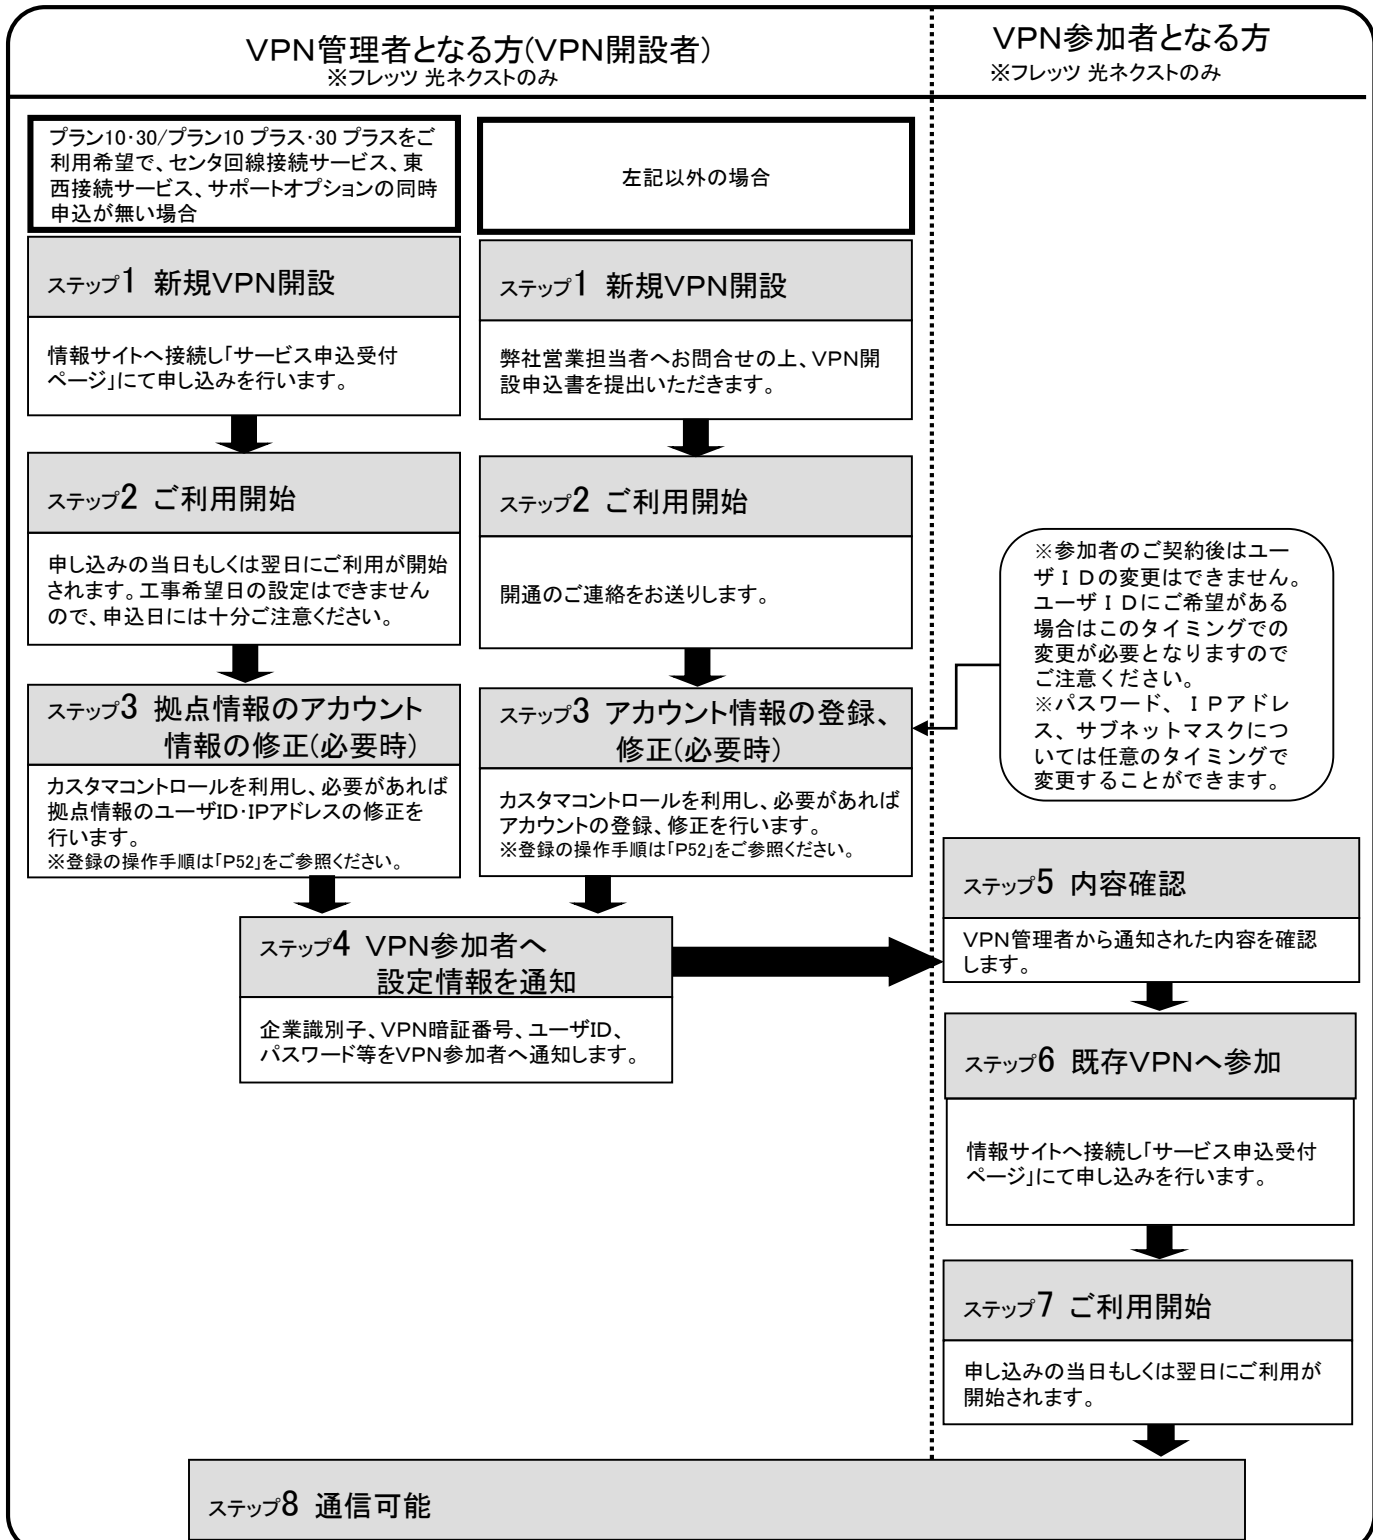 VPN管理者となる方(VPN開設者)
※フレッツ 光ネクストのみ
VPN参加者となる方
※フレッツ 光ネクストのみ
プラン10・30/プラン10 プラス・30 プラスをご
利用希望で、センタ回線接続サービス、東
西接続サービス、サポートオプションの同時
申込が無い場合
ステップ1 新規VPN開設
情報サイトへ接続し「サービス申込受付
ページ」にて申し込みを行います。
ステップ2 ご利用開始
申し込みの当日もしくは翌日にご利用が開始
されます。工事希望日の設定はできません
ので、申込日には十分ご注意ください。
ステップ3 拠点情報のアカウント
情報の修正(必要時)
カスタマコントロールを利用し、必要があれば
拠点情報のユーザID・IPアドレスの修正を
行います。
※登録の操作手順は「P52」をご参照ください。
左記以外の場合
ステップ1 新規VPN開設
弊社営業担当者へお問合せの上、VPN開
設申込書を提出いただきます。
ステップ2 ご利用開始
開通のご連絡をお送りします。
ステップ3 アカウント情報の登録、
修正(必要時)
カスタマコントロールを利用し、必要があれば
アカウントの登録、修正を行います。
※登録の操作手順は「P52」をご参照ください。
※参加者のご契約後はユー
ザIDの変更はできません。
ユーザIDにご希望がある
場合はこのタイミングでの
変更が必要となりますので
ご注意ください。
※パスワード、IPアドレ
ス、サブネットマスクにつ
いては任意のタイミングで
変更することができます。
ステップ4 VPN参加者へ
設定情報を通知
企業識別子、VPN暗証番号、ユーザID、
パスワード等をVPN参加者へ通知します。
ステップ5 内容確認
VPN管理者から通知された内容を確認
します。
ステップ6 既存VPNへ参加
情報サイトへ接続し「サービス申込受付
ページ」にて申し込みを行います。
ステップ7 ご利用開始
申し込みの当日もしくは翌日にご利用が
開始されます。
ステップ8 通信可能